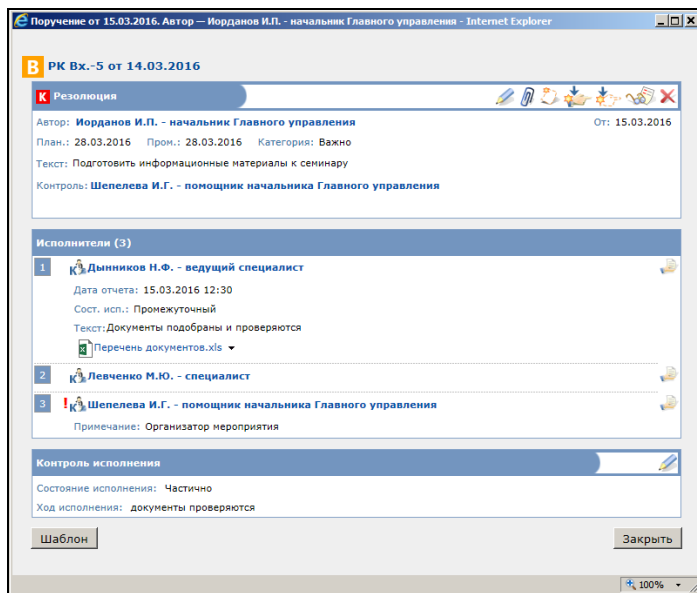 Поручение от 15.03.2016. Автор — Иорданов И.П. - начальник Главного управления - Internet Explorer
В РК Вх.-5 от 14.03.2016
К Резолюция
Автор: Иорданов И.П. - начальник Главного управления От: 15.03.2016
План.: 28.03.2016 Пром.: 28.03.2016 Категория: Важно
Текст: Подготовить информационные материалы к семинару
Контроль: Шепелева И.Г. - помощник начальника Главного управления
Исполнители (3)
1 К Дынников Н.Ф. - ведущий специалист
Дата отчета: 15.03.2016 12:30
Сост. исп.: Промежуточный
Текст: Документы подобраны и проверяются
Перечень документов.xls
2 К Левченко М.Ю. - специалист
3 ! К Шепелева И.Г. - помощник начальника Главного управления
Примечание: Организатор мероприятия
Контроль исполнения
Состояние исполнения: Частично
Ход исполнения: документы проверяются
Шаблон Закрыть
100%